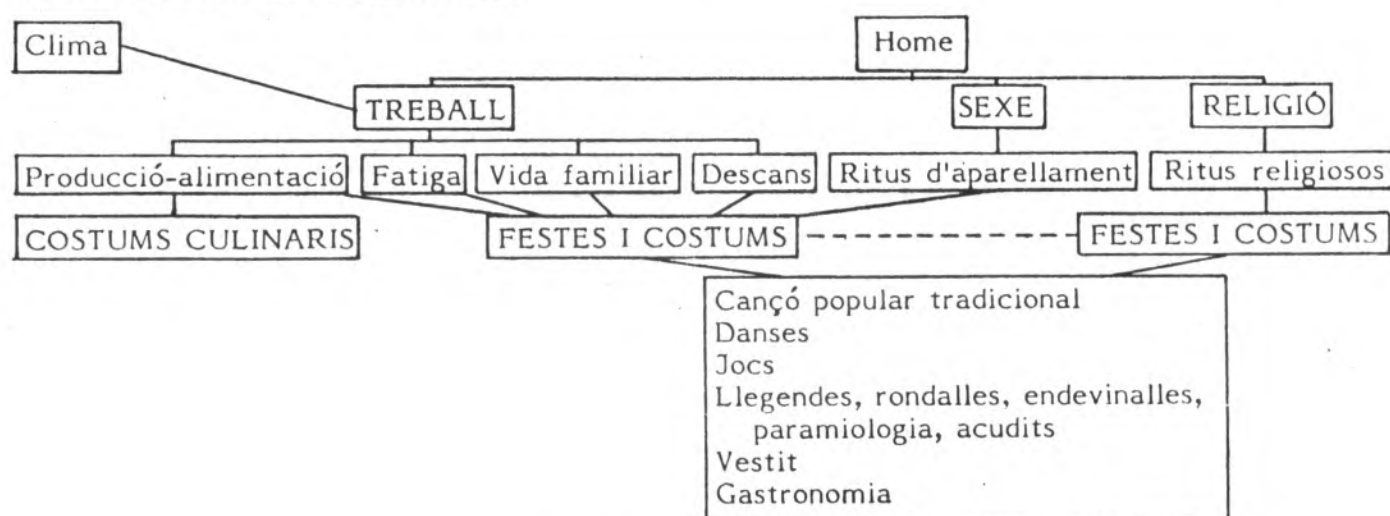 Clima
Home
TREBALL
SEXE
RELIGIÓ
Producció-alimentació
Fatiga
Vida familiar
Descans
Ritus d'aparellament
Ritus religiosos
COSTUMS CULINARIS
FESTES I COSTUMS
FESTES I COSTUMS
Cançó popular tradicional
Danses
Jocs
Llegendes, rondalles, endevinalles,
paramiologia, acudits
Vestit
Gastronomia